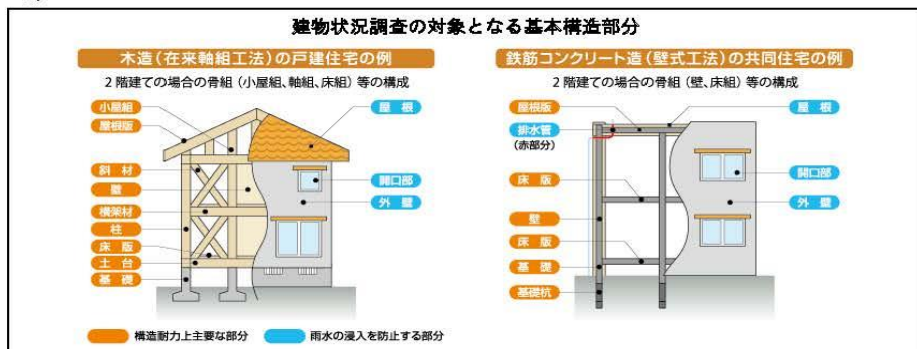 建物状況調査の対象となる基本構造部分
木造（在来軸組工法）の戸建住宅の例
2階建ての場合の骨組（小屋組、軸組、床組）等の構成
小屋組
屋根版
斜材
壁
横架材
柱
床版
土台
基礎
屋根
開口部
外壁
鉄筋コンクリート造（壁式工法）の共同住宅の例
2階建ての場合の骨組（壁、床組）等の構成
屋根版
排水管
（赤部分）
床版
壁
床版
基礎
基礎杭
屋根
開口部
外壁
構造耐力上主要な部分
雨水の浸入を防止する部分